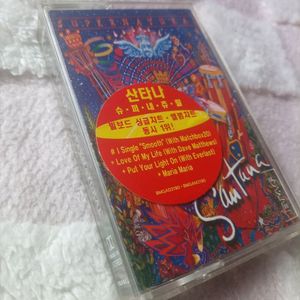 SUPERNATURAL
산타나
슈·퍼·내츄럴
빌보드 싱글차트·앨범차트
동시 1위!
# 1 Single "Smooth" (With Matchbox20)
• Love Of My Life (With Dave Matthews)
• Put Your Light On (With Everlast)
• Maria Maria
Santana